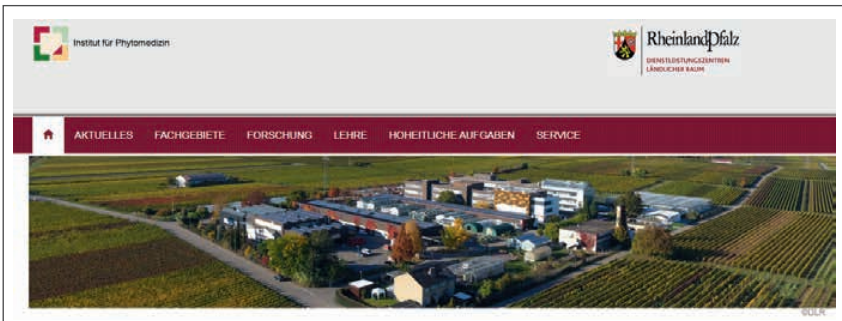 Institut für Phytomedizin
RheinlandPfalz
DIENSTLEISTUNGSZENTREN
LÄNDLICHER RAUM
AKTUELLES FACHGEBIETE FORSCHUNG LEHRE HOHEITLICHE AUFGABEN SERVICE
©DLR